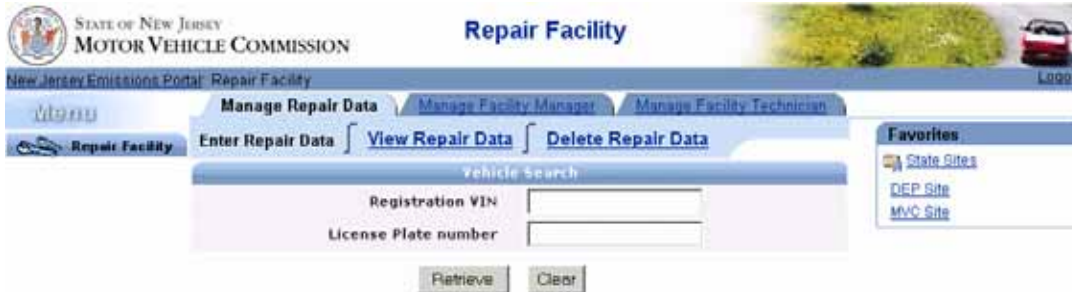 STATE OF NEW JERSEY
MOTOR VEHICLE COMMISSION
Repair Facility
New Jersey Emissions Portal: Repair Facility
Logo
Menu
Repair Facility
Manage Repair Data
Manage Facility Manager
Manage Facility Technician
Enter Repair Data
View Repair Data
Delete Repair Data
Vehicle Search
Registration VIN
License Plate number
Retrieve
Clear
Favorites
State Sites
DEP Site
MVC Site